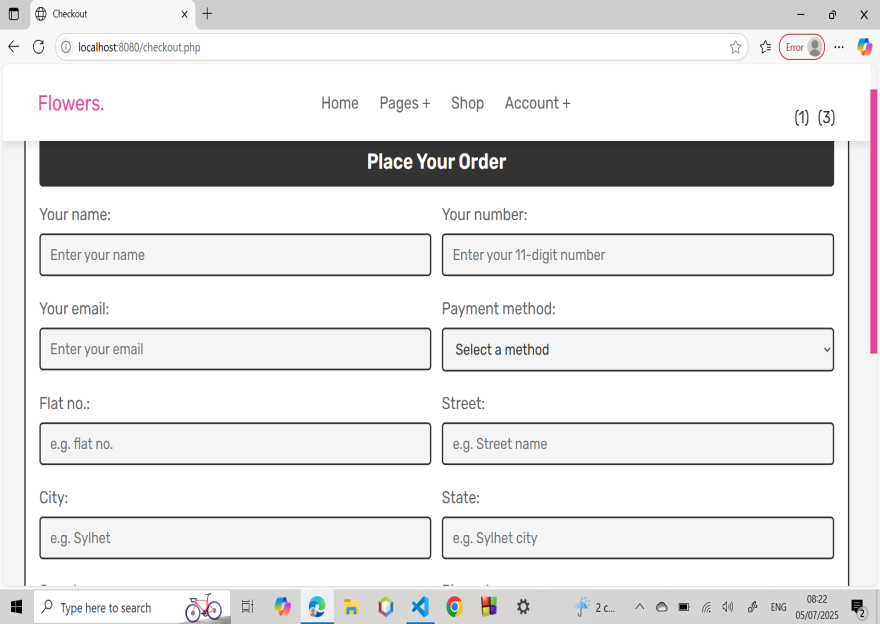 Checkout
localhost:8080/checkout.php
Error
Flowers.
Home Pages + Shop Account +
(1) (3)
Place Your Order
Your name: Your number:
Enter your name Enter your 11-digit number
Your email: Payment method:
Enter your email Select a method
Flat no.: Street:
e.g. flat no. e.g. Street name
City: State:
e.g. Sylhet e.g. Sylhet city
Type here to search
2 c...
ENG
08:22
05/07/2025
2